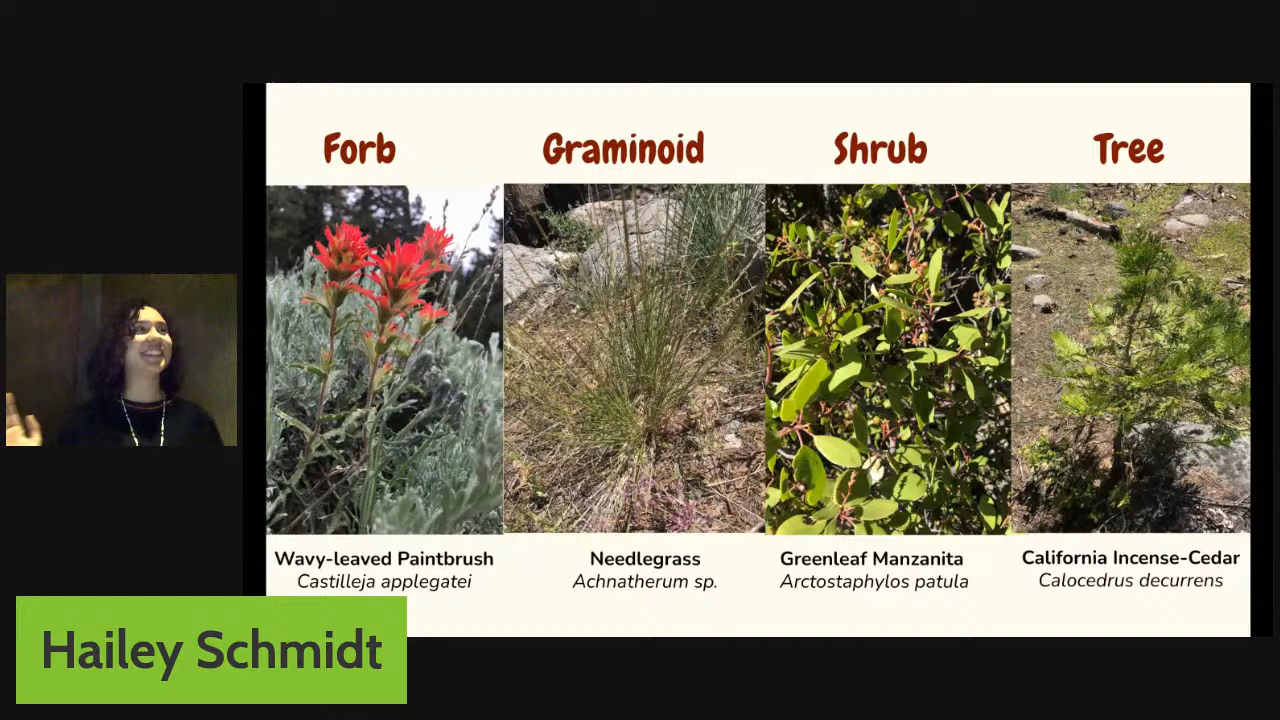 Forb
Graminoid
Shrub
Tree
Wavy-leaved Paintbrush
Castilleja applegatei
Needlegrass
Achnatherum sp.
Greenleaf Manzanita
Arctostaphylos patula
California Incense-Cedar
Calocedrus decurrens
Hailey Schmidt